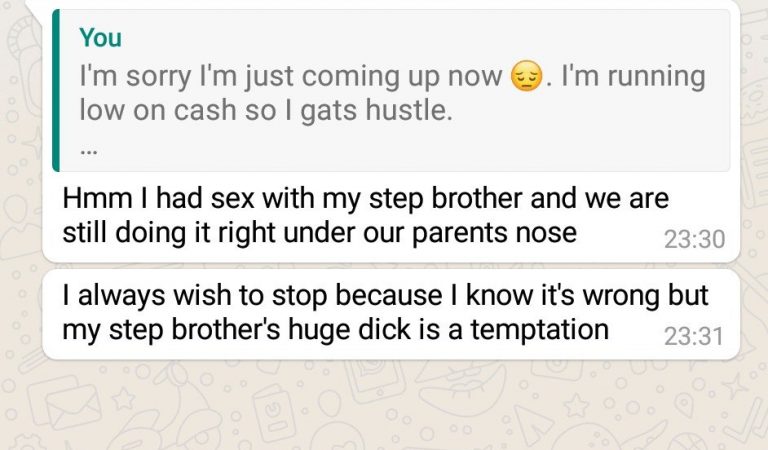 You
I'm sorry I'm just coming up now 😔. I'm running
low on cash so I gats hustle.
...
Hmm I had sex with my step brother and we are
still doing it right under our parents nose
23:30
I always wish to stop because I know it's wrong but
my step brother's huge dick is a temptation
23:31